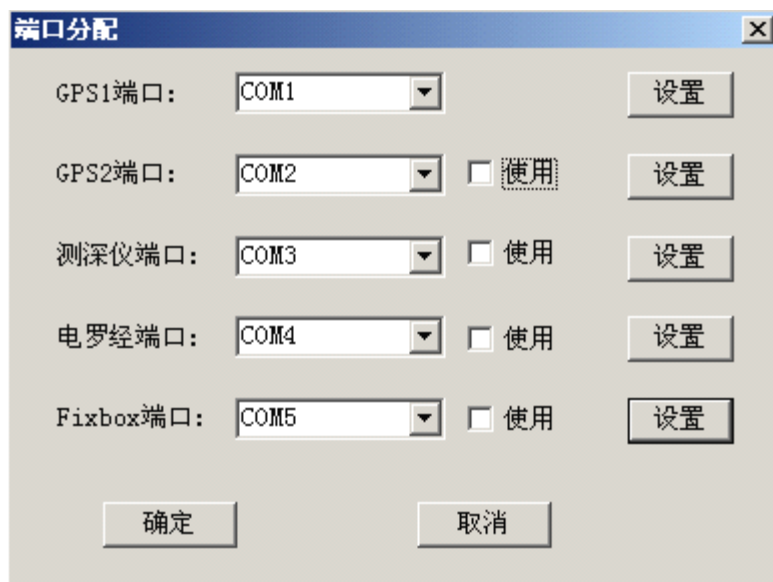 端口分配
GPS1端口: COM1 设置
GPS2端口: COM2 使用 设置
测深仪端口: COM3 使用 设置
电罗经端口: COM4 使用 设置
Fixbox端口: COM5 使用 设置
确定 取消